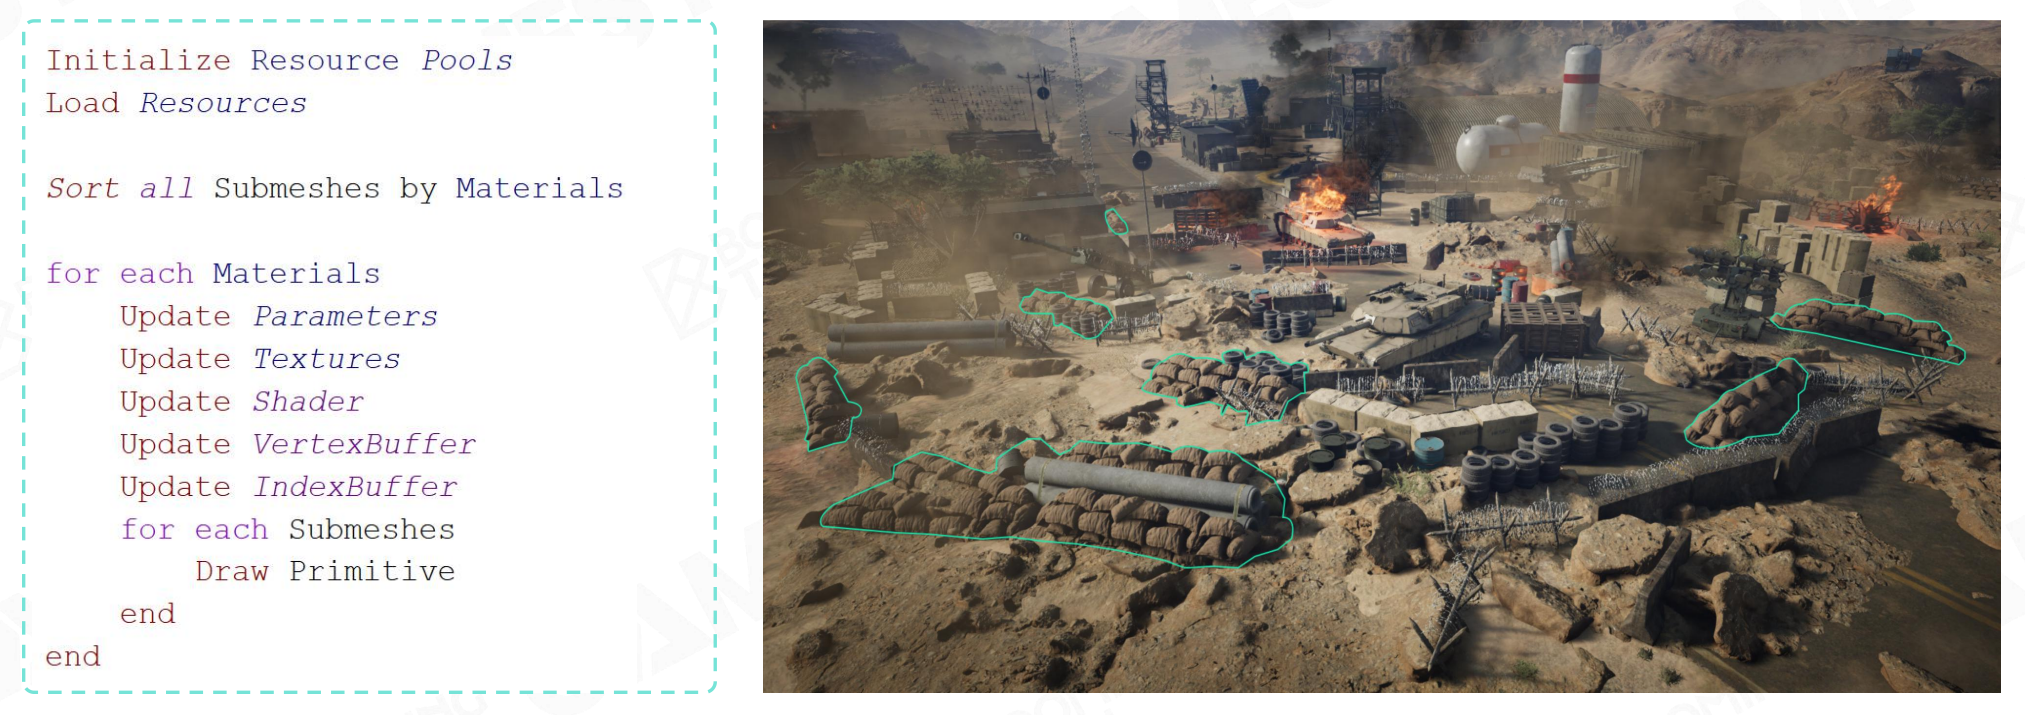 Initialize Resource Pools
Load Resources
Sort all Submeshes by Materials
for each Materials
Update Parameters
Update Textures
Update Shader
Update VertexBuffer
Update IndexBuffer
for each Submeshes
Draw Primitive
end
end